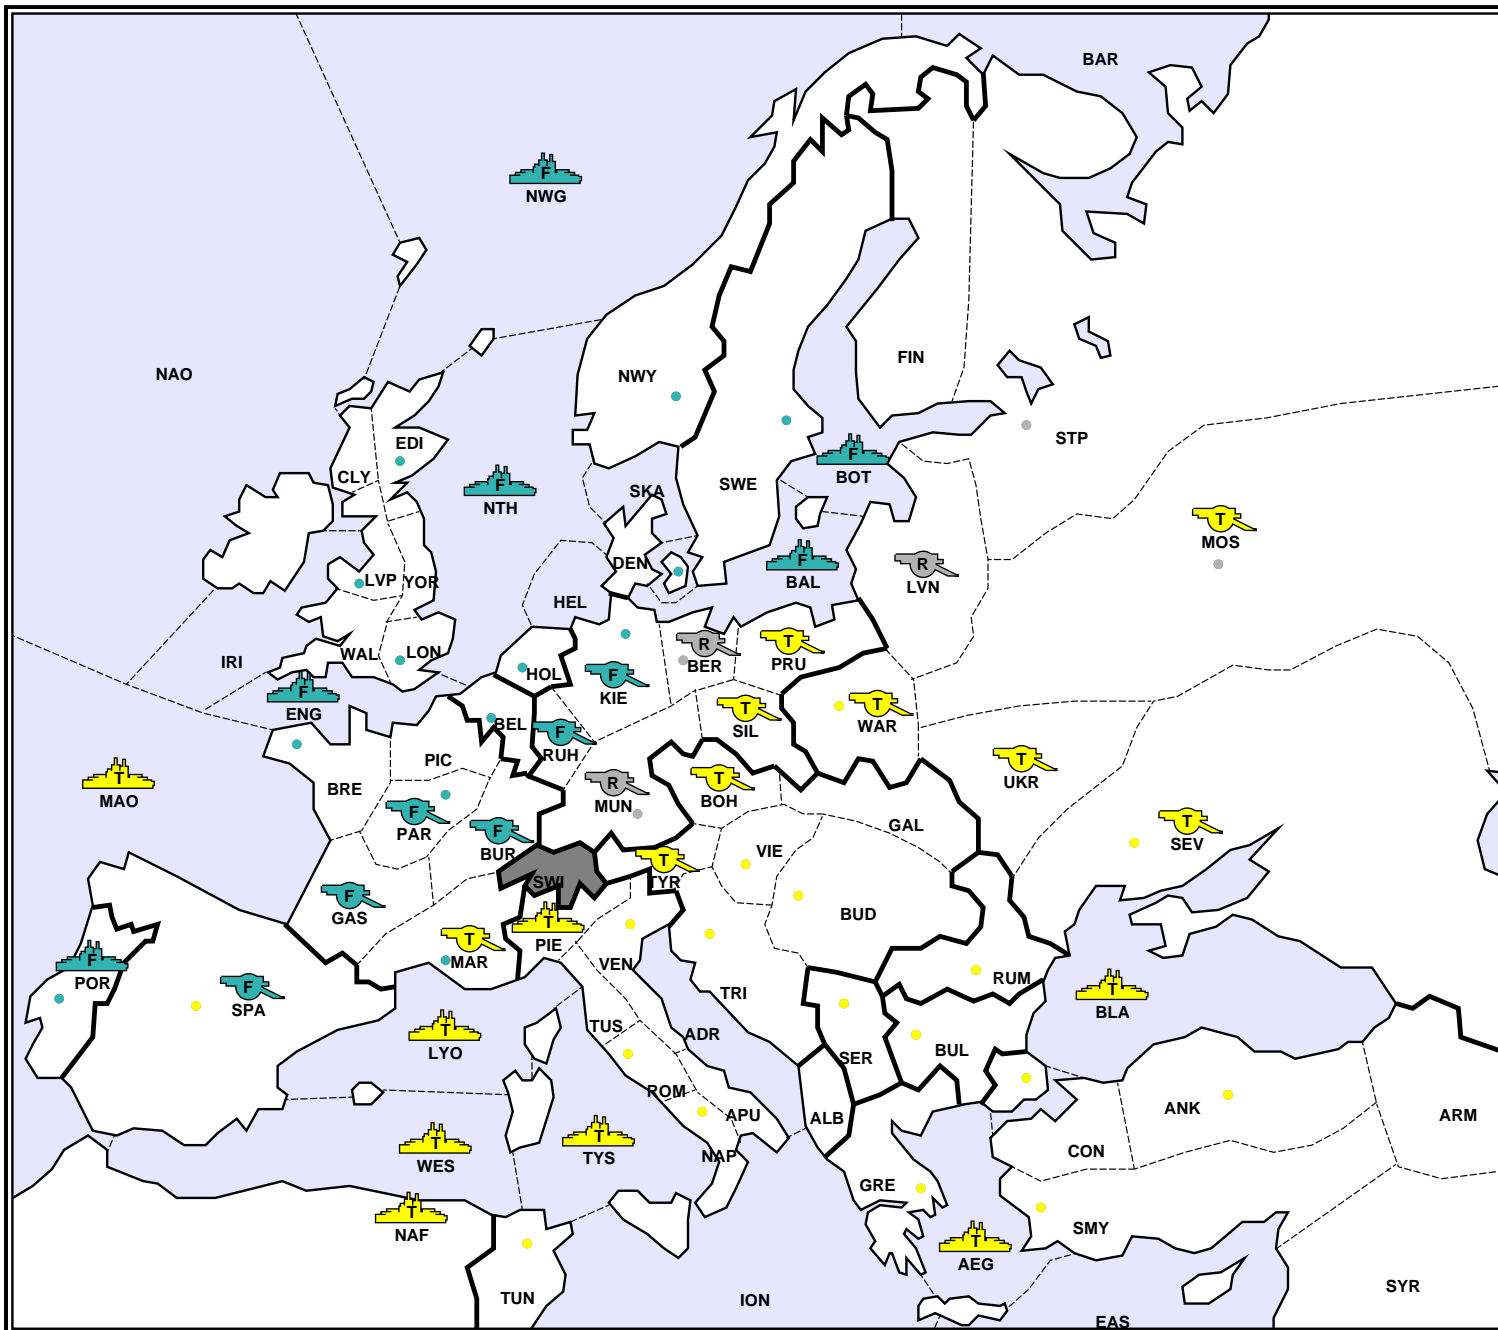 BAR
F
NWG
NAO
FIN
NWY
EDI
STP
CLY
F
BOT
SKA
SWE
F
NTH
T
MOS
DEN
F
BAL
R
LVN
LVP
YOR
HEL
IRI
WAL
LON
HOL
F
KIE
R
BER
T
PRU
F
ENG
BEL
F
RUH
T
SIL
T
WAR
T
MAO
PIC
BRE
R
MUN
T
BOH
T
UKR
F
PAR
F
BUR
GAL
T
SEV
VIE
SWI
T
TYR
F
GAS
BUD
T
PIE
T
MAR
VEN
F
POR
F
SPA
TRI
RUM
T
BLA
T
LYO
TUS
ADR
BUL
SER
ROM
APU
ALB
ANK
ARM
T
WES
T
TYS
NAP
CON
GRE
T
NAF
SMY
T
AEG
TUN
ION
SYR
EAS